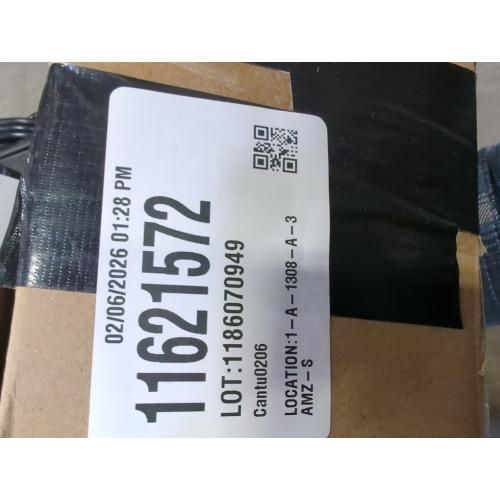 02/06/2026 01:28 PM
11621572
LOT:1186070949
Cantu0206
LOCATION:1-A-1308-A-3
AMZ-S